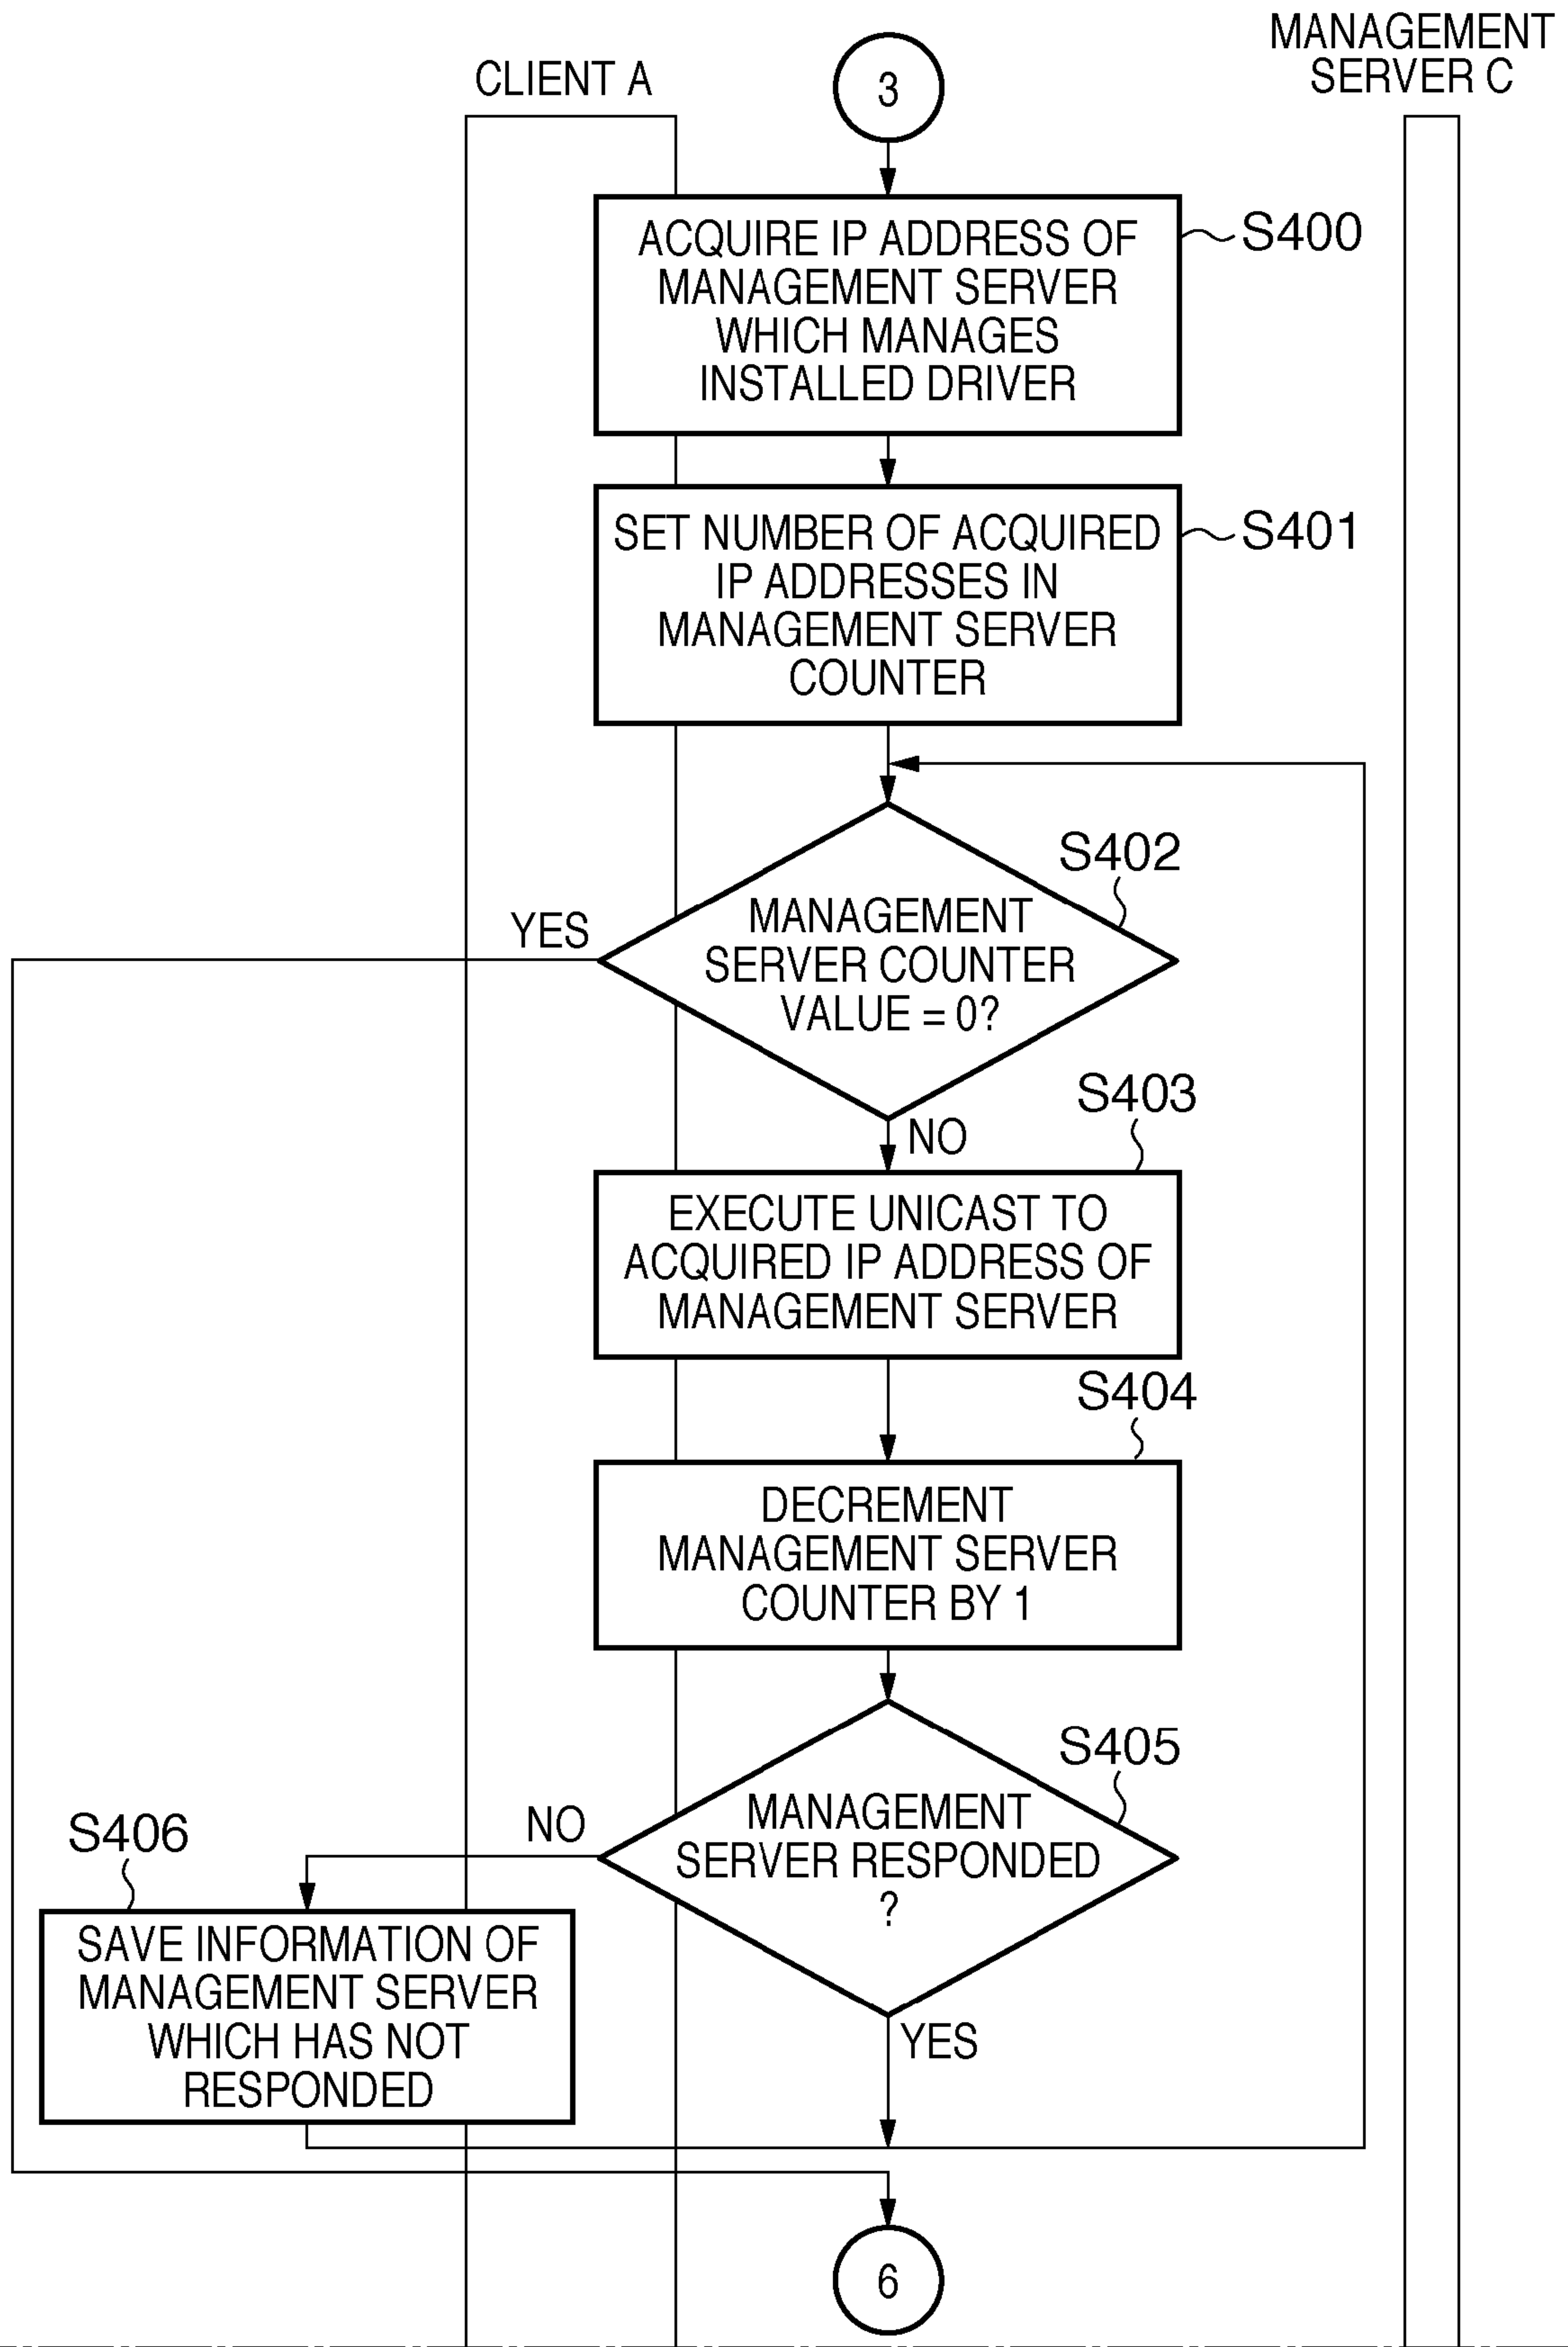 MANAGEMENT
SERVER C
CLIENT A
3
ACQUIRE IP ADDRESS OF
MANAGEMENT SERVER
WHICH MANAGES
INSTALLED DRIVER
S400
SET NUMBER OF ACQUIRED
IP ADDRESSES IN
MANAGEMENT SERVER
COUNTER
S401
S402
MANAGEMENT
SERVER COUNTER
VALUE = 0?
YES
NO
S403
EXECUTE UNICAST TO
ACQUIRED IP ADDRESS OF
MANAGEMENT SERVER
S404
DECREMENT
MANAGEMENT SERVER
COUNTER BY 1
S405
MANAGEMENT
SERVER RESPONDED
?
NO
S406
SAVE INFORMATION OF
MANAGEMENT SERVER
WHICH HAS NOT
RESPONDED
YES
6